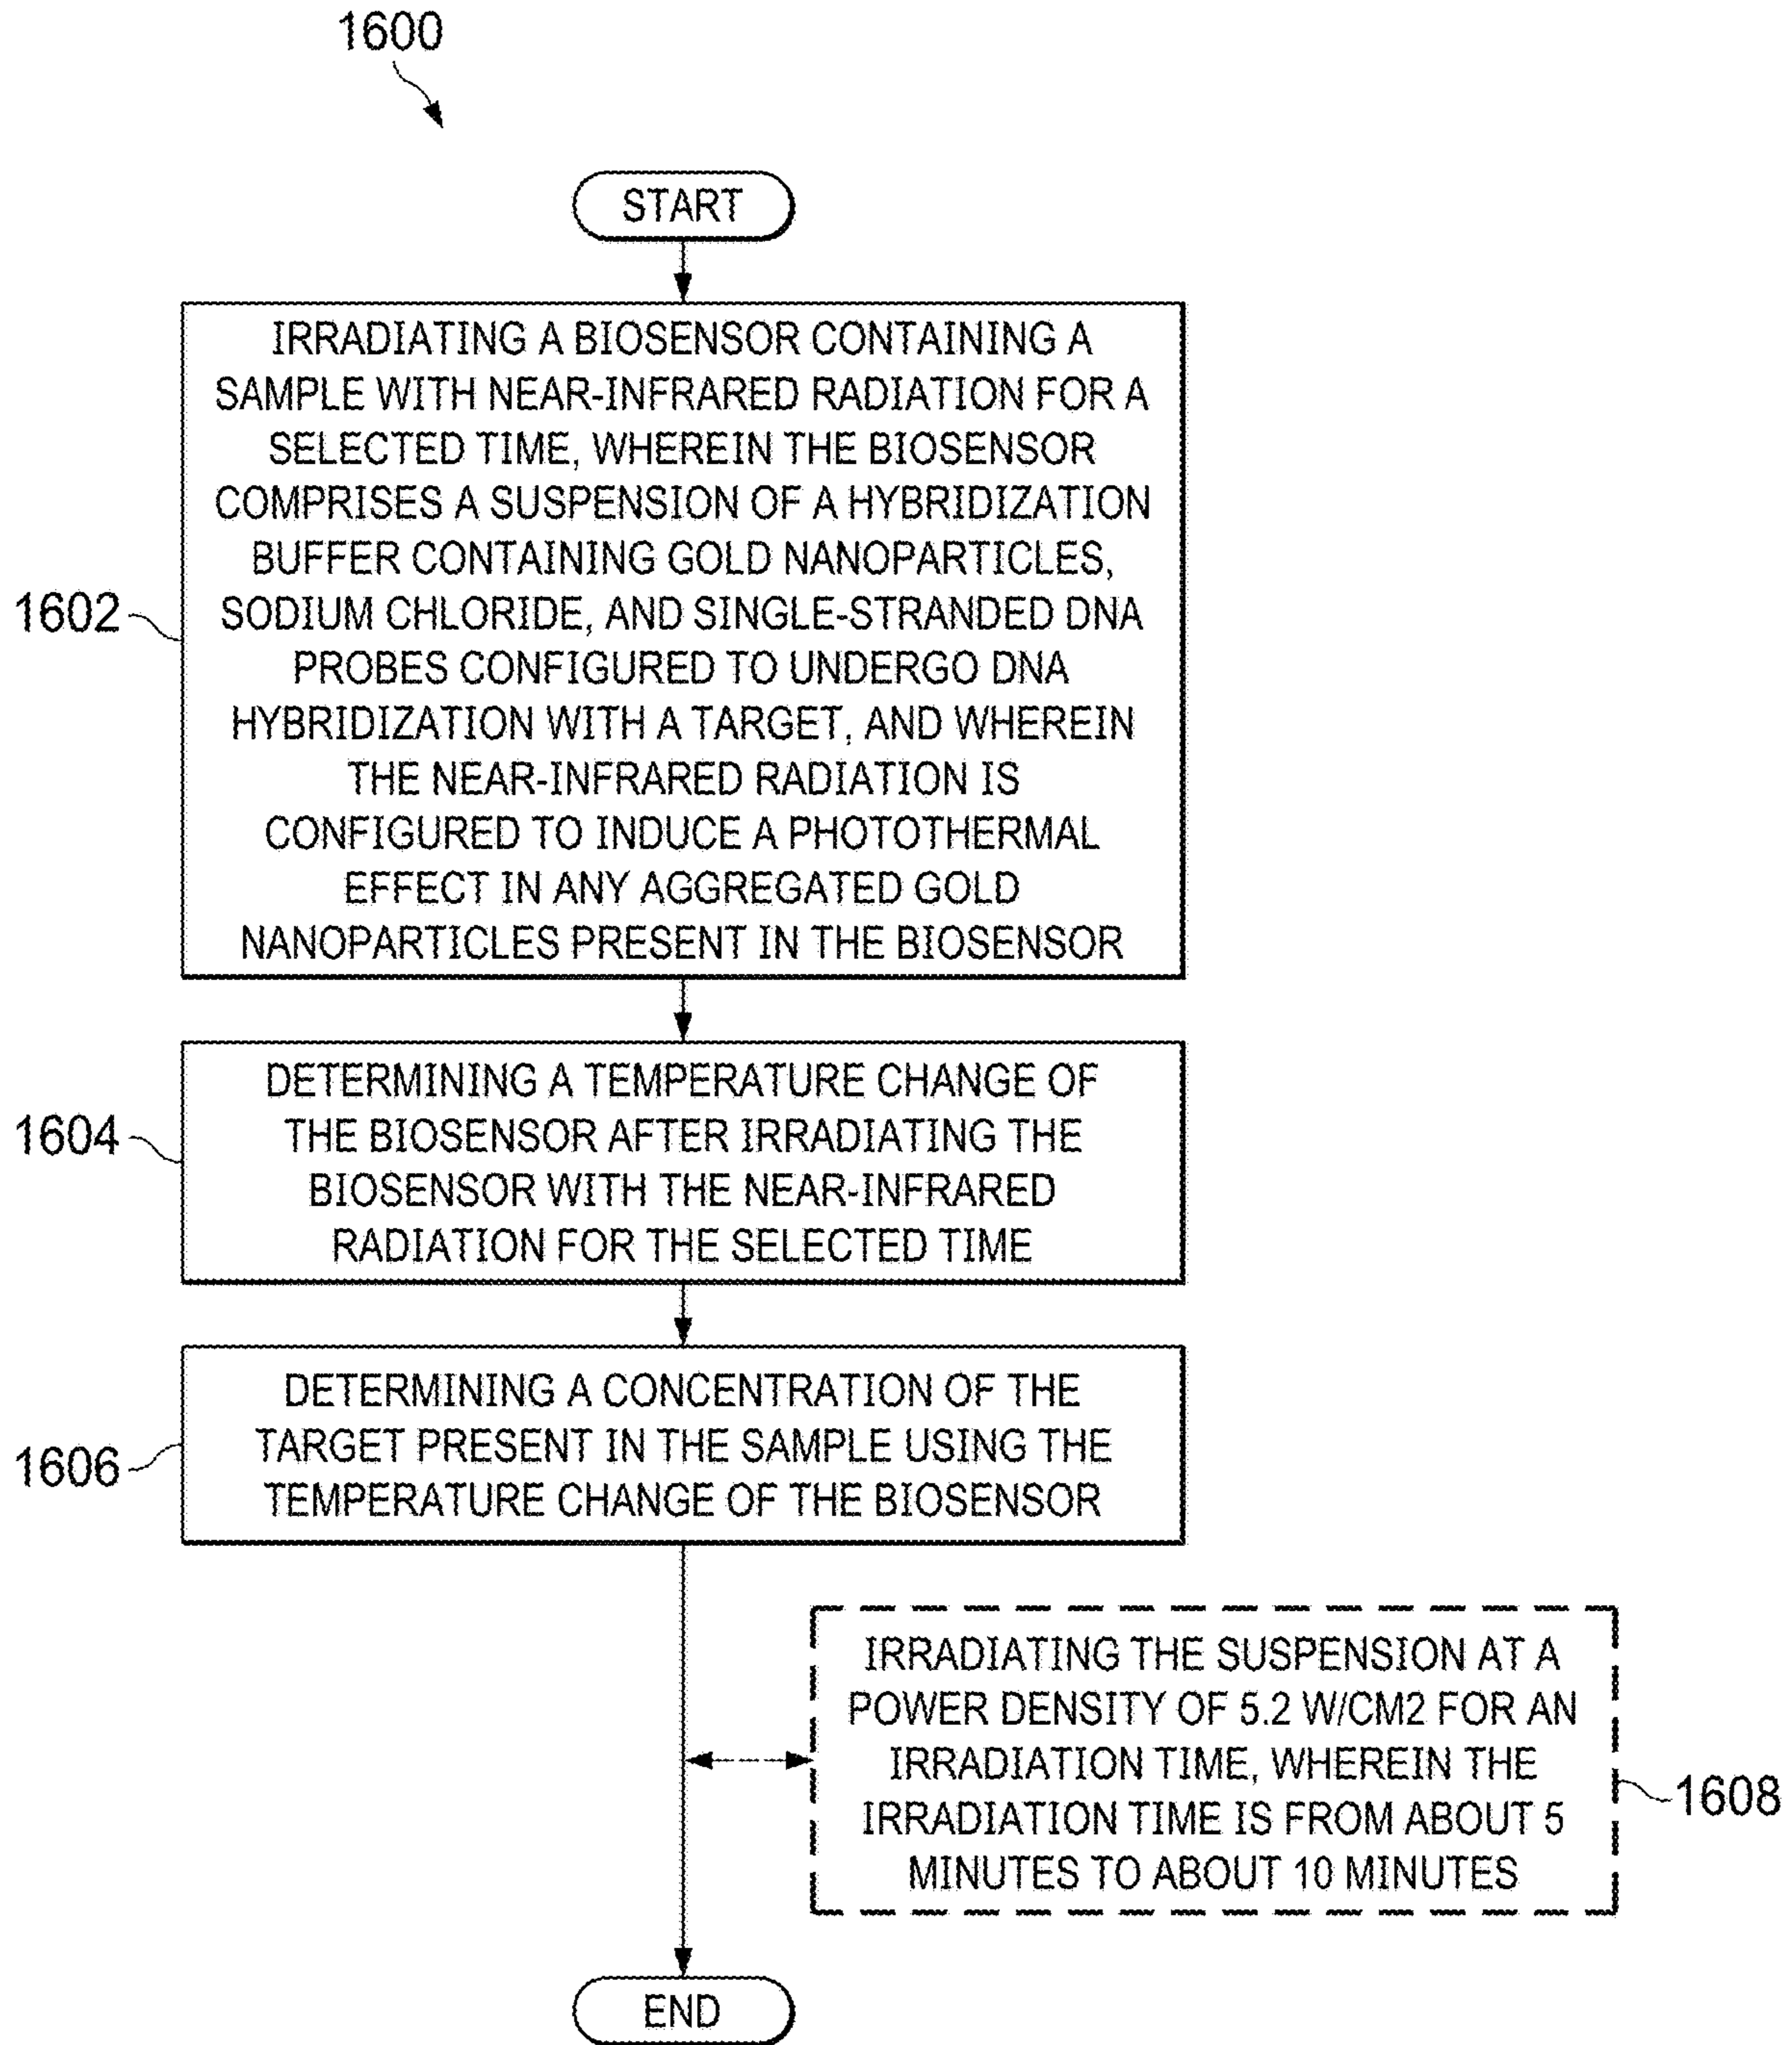 1600
START
IRRADIATING A BIOSENSOR CONTAINING A
SAMPLE WITH NEAR-INFRARED RADIATION FOR A
SELECTED TIME, WHEREIN THE BIOSENSOR
COMPRISES A SUSPENSION OF A HYBRIDIZATION
BUFFER CONTAINING GOLD NANOPARTICLES,
SODIUM CHLORIDE, AND SINGLE-STRANDED DNA
PROBES CONFIGURED TO UNDERGO DNA
HYBRIDIZATION WITH A TARGET, AND WHEREIN
THE NEAR-INFRARED RADIATION IS
CONFIGURED TO INDUCE A PHOTOTHERMAL
EFFECT IN ANY AGGREGATED GOLD
NANOPARTICLES PRESENT IN THE BIOSENSOR
1602
DETERMINING A TEMPERATURE CHANGE OF
THE BIOSENSOR AFTER IRRADIATING THE
BIOSENSOR WITH THE NEAR-INFRARED
RADIATION FOR THE SELECTED TIME
1604
DETERMINING A CONCENTRATION OF THE
TARGET PRESENT IN THE SAMPLE USING THE
TEMPERATURE CHANGE OF THE BIOSENSOR
1606
IRRADIATING THE SUSPENSION AT A
POWER DENSITY OF 5.2 W/CM2 FOR AN
IRRADIATION TIME, WHEREIN THE
IRRADIATION TIME IS FROM ABOUT 5
MINUTES TO ABOUT 10 MINUTES
1608
END